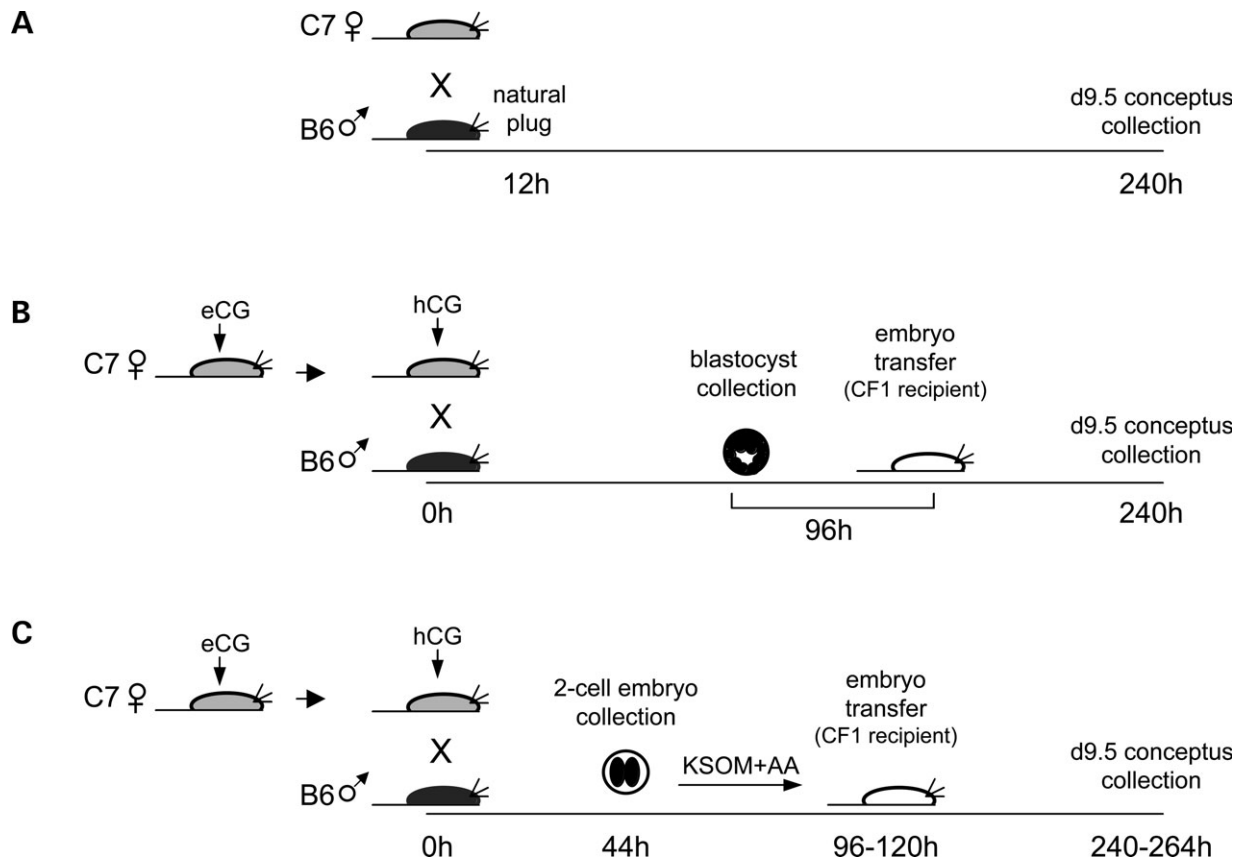 A
C7 ♀
X
B6 ♂
natural
plug
d9.5 conceptus
collection
12h
240h
B
eCG
hCG
C7 ♀
X
B6 ♂
blastocyst
collection
embryo
transfer
(CF1 recipient)
d9.5 conceptus
collection
0h
96h
240h
C
eCG
hCG
C7 ♀
X
B6 ♂
2-cell embryo
collection
KSOM+AA
embryo
transfer
(CF1 recipient)
d9.5 conceptus
collection
0h
44h
96-120h
240-264h